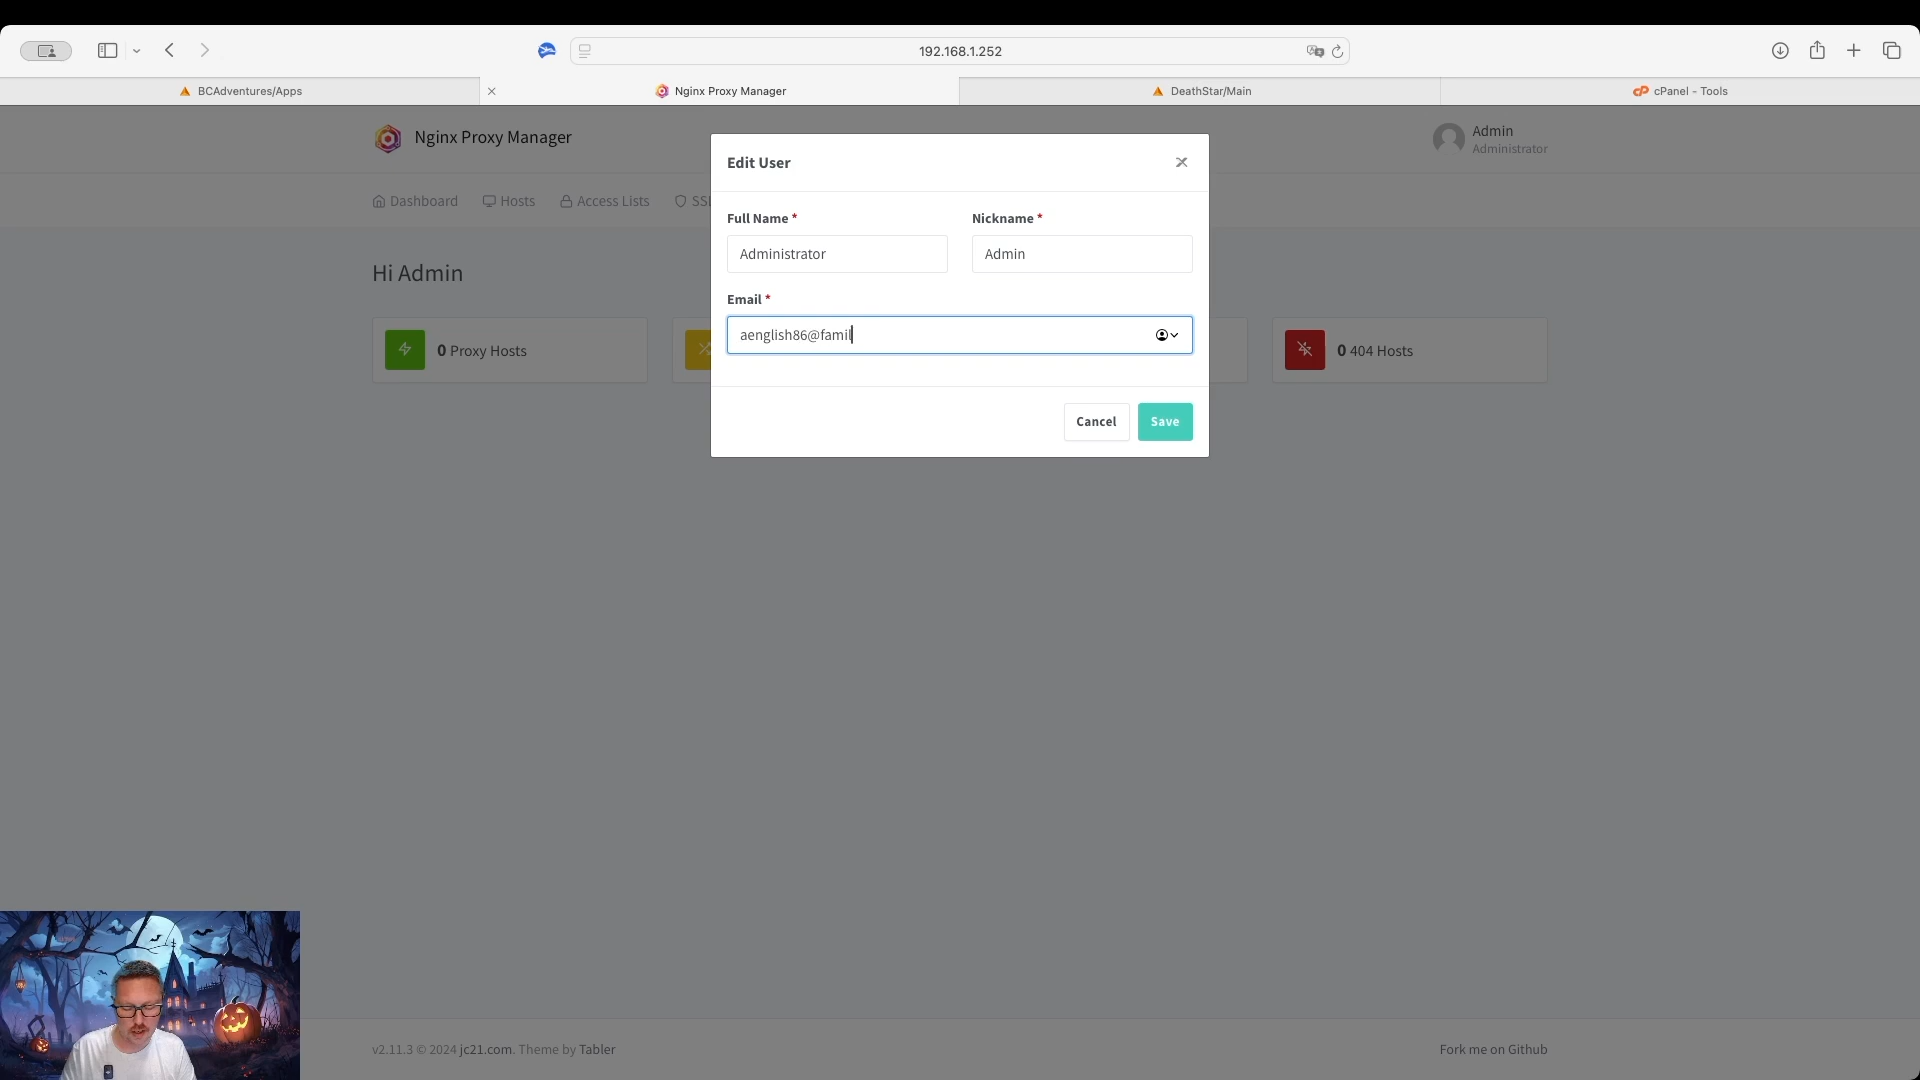 192.168.1.252
BCAdventures/Apps
Nginx Proxy Manager
DeathStar/Main
cPanel - Tools
Nginx Proxy Manager
Admin
Administrator
Dashboard
Hosts
Access Lists
SSL
Hi Admin
0 Proxy Hosts
0 404 Hosts
Edit User
Full Name *
Nickname *
Administrator
Admin
Email *
aenglish86@famil
Cancel
Save
v2.11.3 © 2024 jc21.com. Theme by Tabler
Fork me on Github